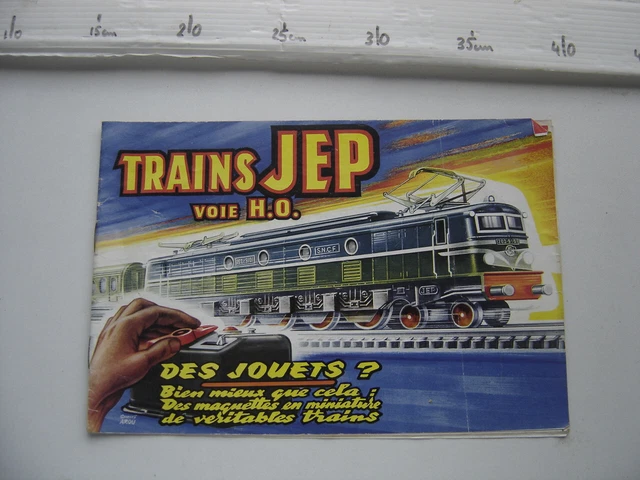 10 15cm 20 25cm 30 35cm 40
TRAINS JEP
VOIE H.O.
S.N.C.F.
JEP
DES JOUETS ?
Bien mieux que cela :
Des maquettes en miniature
de véritables trains